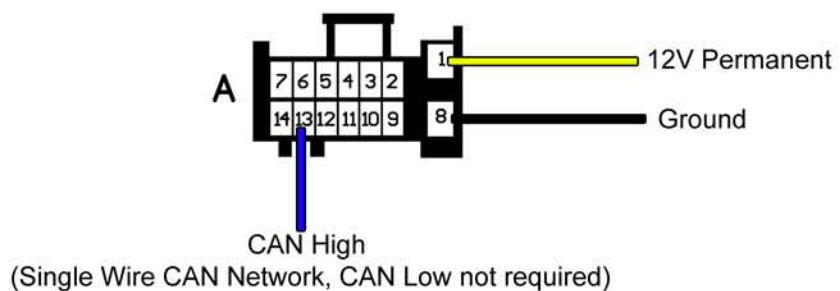 1 12V Permanent
7 6 5 4 3 2
A
14 13 12 11 10 9 8 Ground
CAN High
(Single Wire CAN Network, CAN Low not required)